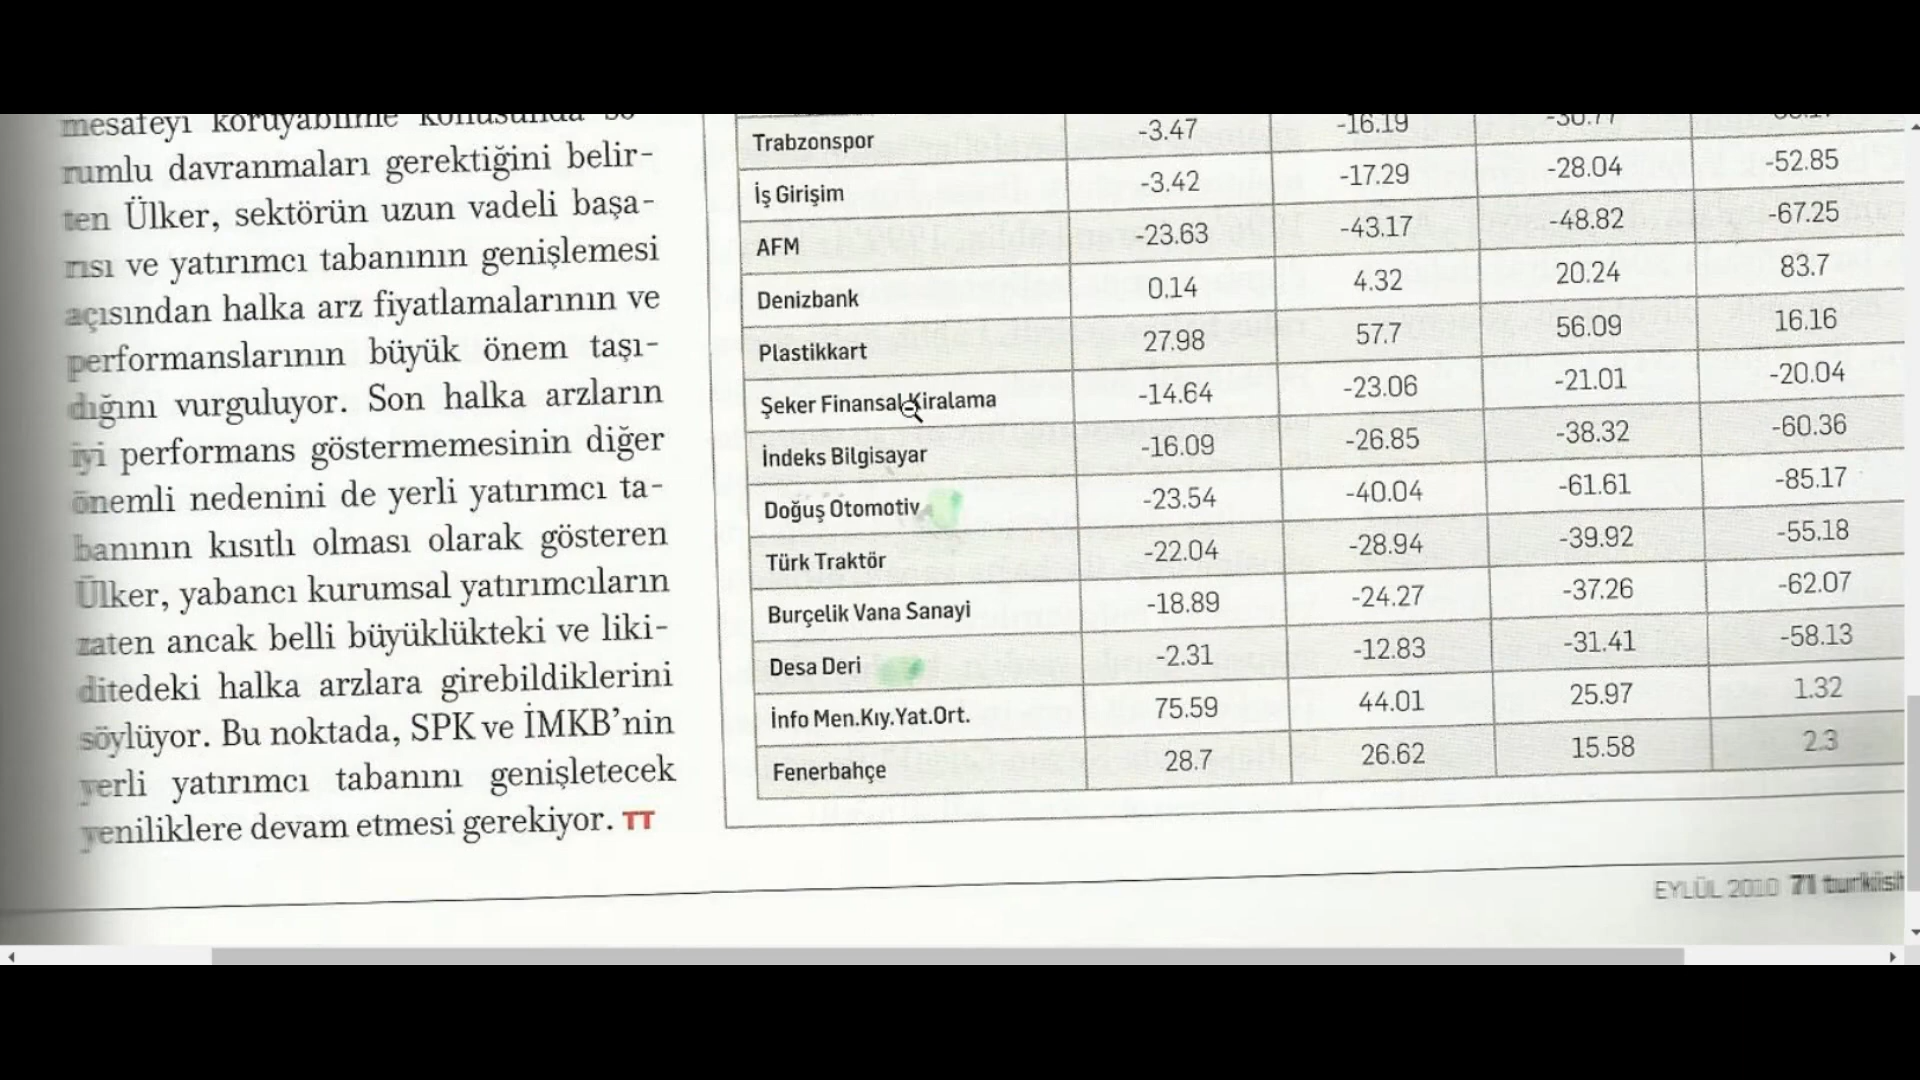 mesafeyi koruyabilme konusunda so-
rumlu davranmaları gerektiğini belir-
ten Ülker, sektörün uzun vadeli başa-
rısı ve yatırımcı tabanının genişlemesi
açısından halka arz fiyatlamalarının ve
performanslarının büyük önem taşı-
dığını vurguluyor. Son halka arzların
iyi performans göstermemesinin diğer
önemli nedenini de yerli yatırımcı ta-
banının kısıtlı olması olarak gösteren
Ülker, yabancı kurumsal yatırımcıların
zaten ancak belli büyüklükteki ve liki-
ditedeki halka arzlara girebildiklerini
söylüyor. Bu noktada, SPK ve İMKB'nin
yerli yatırımcı tabanını genişletecek
yeniliklere devam etmesi gerekiyor. TT
Trabzonspor -3.47 -16.19 -30.77
İş Girişim -3.42 -17.29 -28.04 -52.85
AFM -23.63 -43.17 -48.82 -67.25
Denizbank 0.14 4.32 20.24 83.7
Plastikkart 27.98 57.7 56.09 16.16
Şeker Finansal Kiralama -14.64 -23.06 -21.01 -20.04
İndeks Bilgisayar -16.09 -26.85 -38.32 -60.36
Doğuş Otomotiv -23.54 -40.04 -61.61 -85.17
Türk Traktör -22.04 -28.94 -39.92 -55.18
Burçelik Vana Sanayi -18.89 -24.27 -37.26 -62.07
Desa Deri -2.31 -12.83 -31.41 -58.13
İnfo Men.Kıy.Yat.Ort. 75.59 44.01 25.97 1.32
Fenerbahçe 28.7 26.62 15.58 2.3
EYLÜL 2010 71